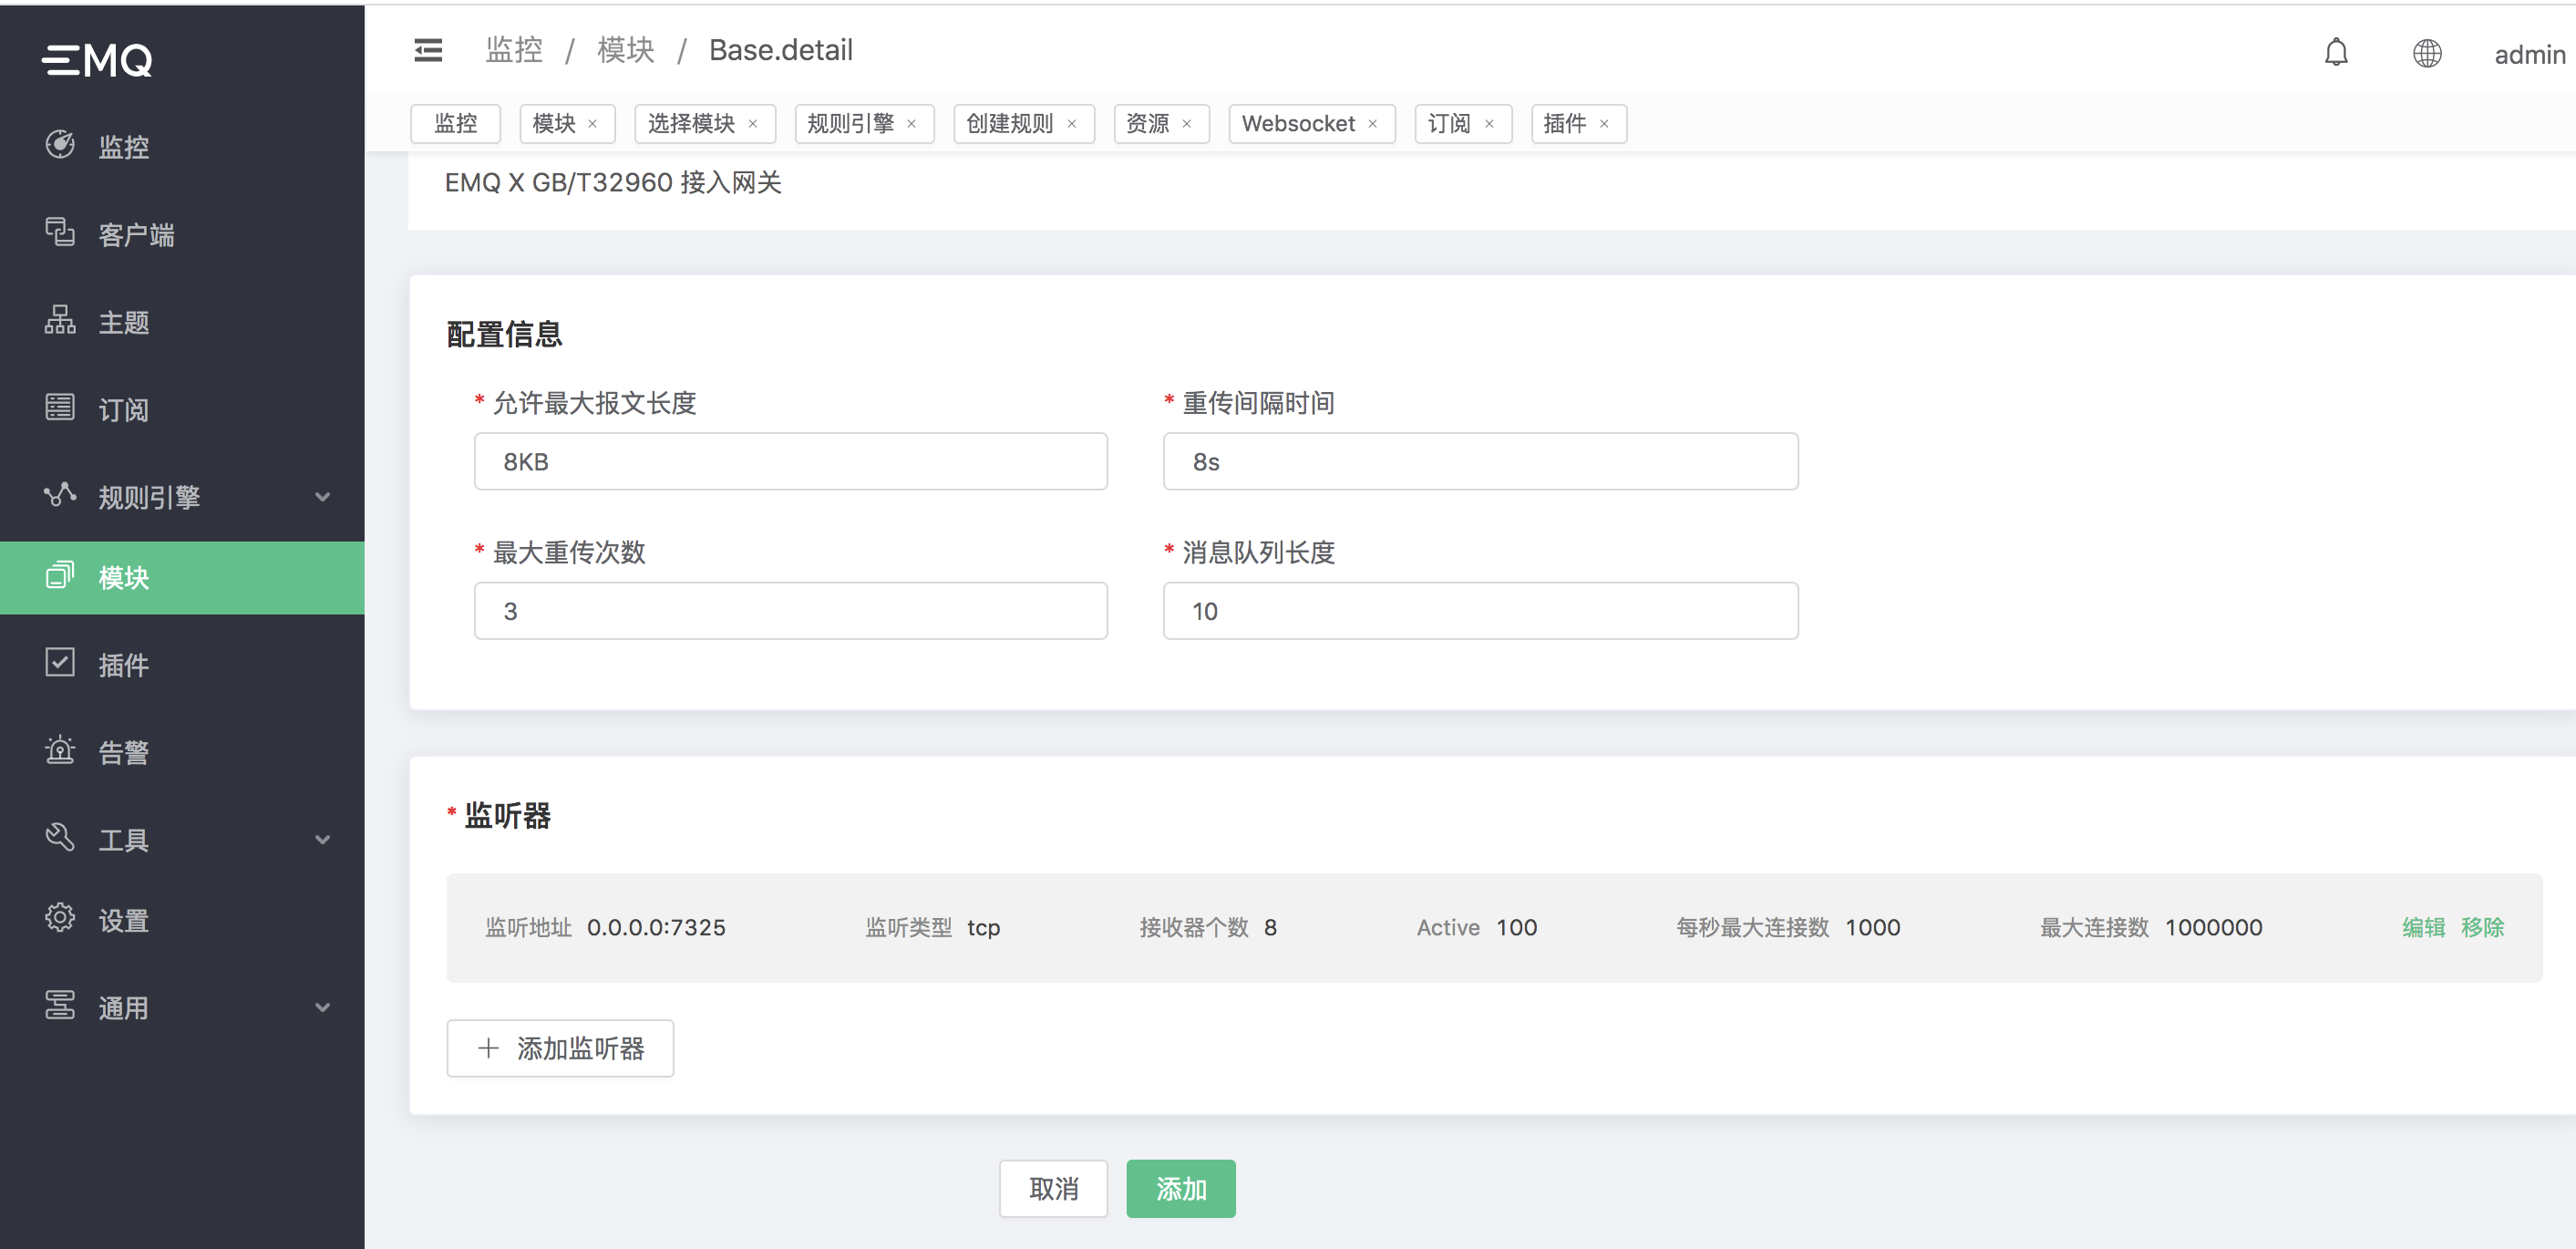 EMQ
监控
客户端
主题
订阅
规则引擎
模块
插件
告警
工具
设置
通用
监控 / 模块 / Base.detail
admin
监控 模块 × 选择模块 × 规则引擎 × 创建规则 × 资源 × Websocket × 订阅 × 插件 ×
EMQ X GB/T32960 接入网关
配置信息
* 允许最大报文长度 * 重传间隔时间
8KB 8s
* 最大重传次数 * 消息队列长度
3 10
* 监听器
监听地址 0.0.0.0:7325 监听类型 tcp 接收器个数 8 Active 100 每秒最大连接数 1000 最大连接数 1000000 编辑 移除
+ 添加监听器
取消 添加